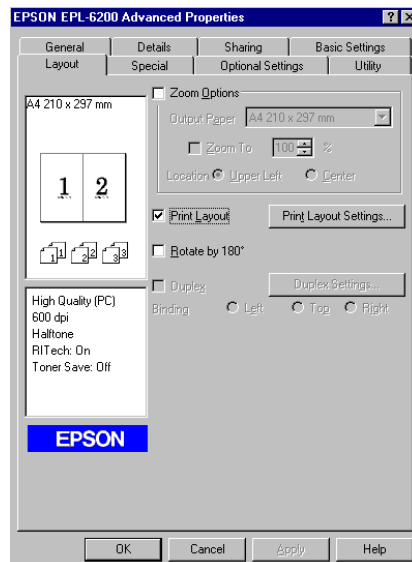 EPSON EPL-6200 Advanced Properties
General Details Sharing Basic Settings
Layout Special Optional Settings Utility
A4 210 x 297 mm
1 2
11 22 33
High Quality (PC)
600 dpi
Halftone
RITech: On
Toner Save: Off
EPSON
Zoom Options
Output Paper A4 210 x 297 mm
Zoom To 100 %
Location Upper Left Center
Print Layout Print Layout Settings...
Rotate by 180°
Duplex Duplex Settings...
Binding Left Top Right
OK Cancel Apply Help